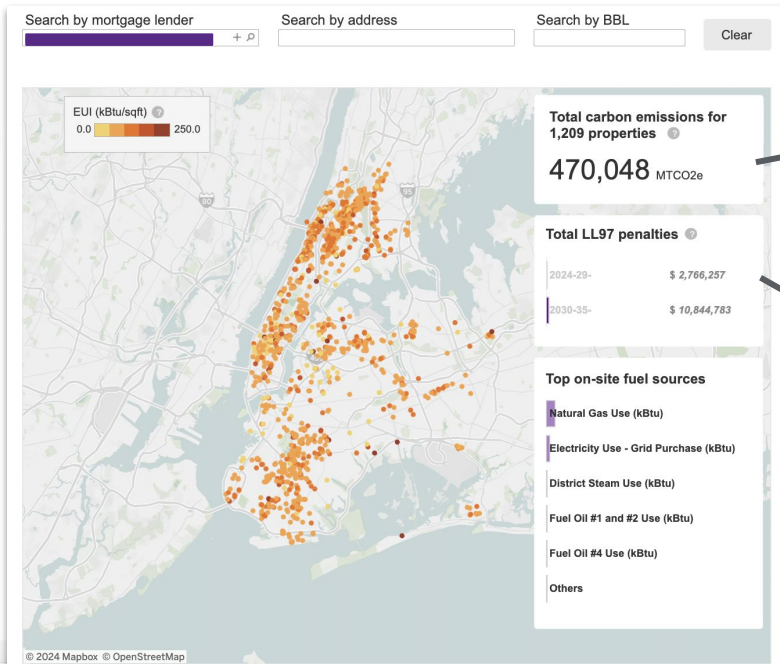 Search by mortgage lender
Search by address
Search by BBL
Clear
EUI (kBtu/sqft) ?
0.0 250.0
80
95
Total carbon emissions for
1,209 properties ?
470,048 MTCO2e
Total LL97 penalties ?
2024-29- $ 2,766,257
2030-35- $ 10,844,783
Top on-site fuel sources
Natural Gas Use (kBtu)
Electricity Use - Grid Purchase (kBtu)
District Steam Use (kBtu)
Fuel Oil #1 and #2 Use (kBtu)
Fuel Oil #4 Use (kBtu)
Others
© 2024 Mapbox © OpenStreetMap